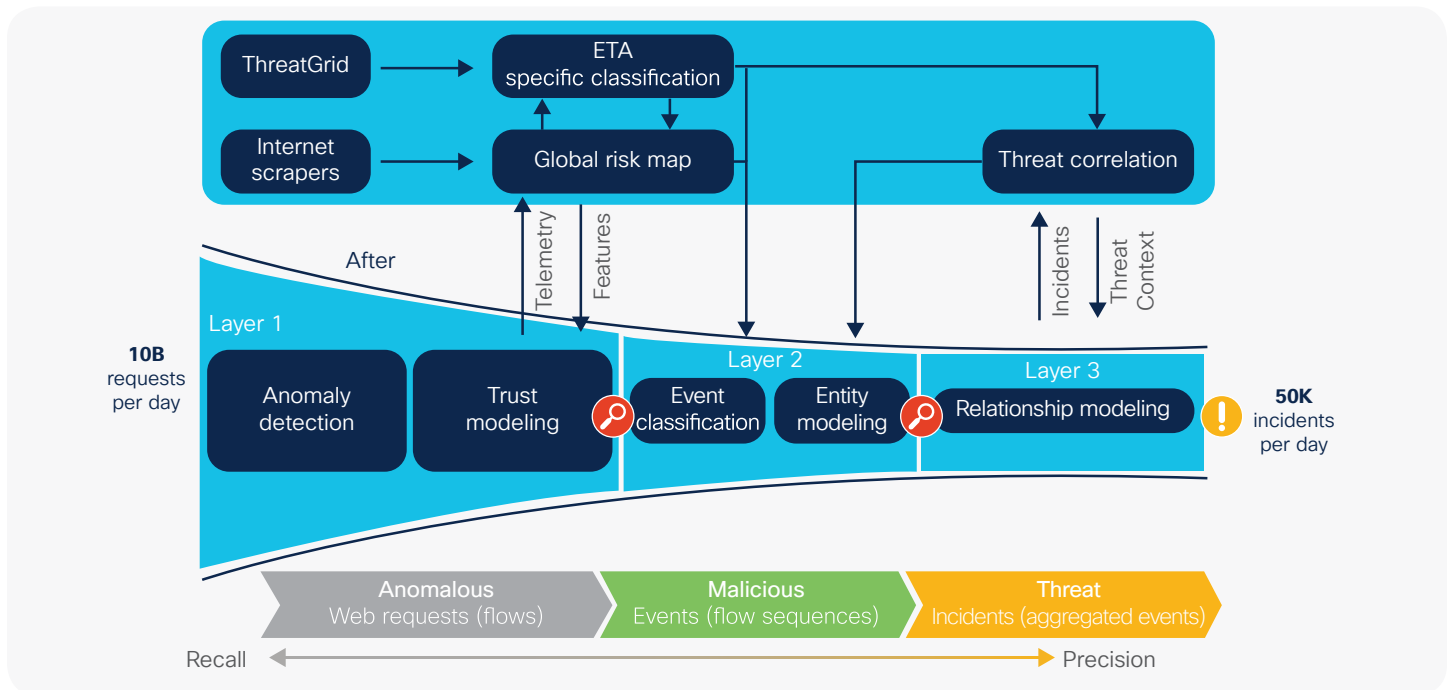 ThreatGrid
ETA
specific classification
Internet
scrapers
Global risk map
Threat correlation
After
Telemetry
Features
Incidents
Threat
Context
Layer 1
10B
requests
per day
Anomaly
detection
Trust
modeling
Layer 2
Event
classification
Entity
modeling
Layer 3
Relationship modeling
50K
incidents
per day
Anomalous
Web requests (flows)
Malicious
Events (flow sequences)
Threat
Incidents (aggregated events)
Recall
Precision